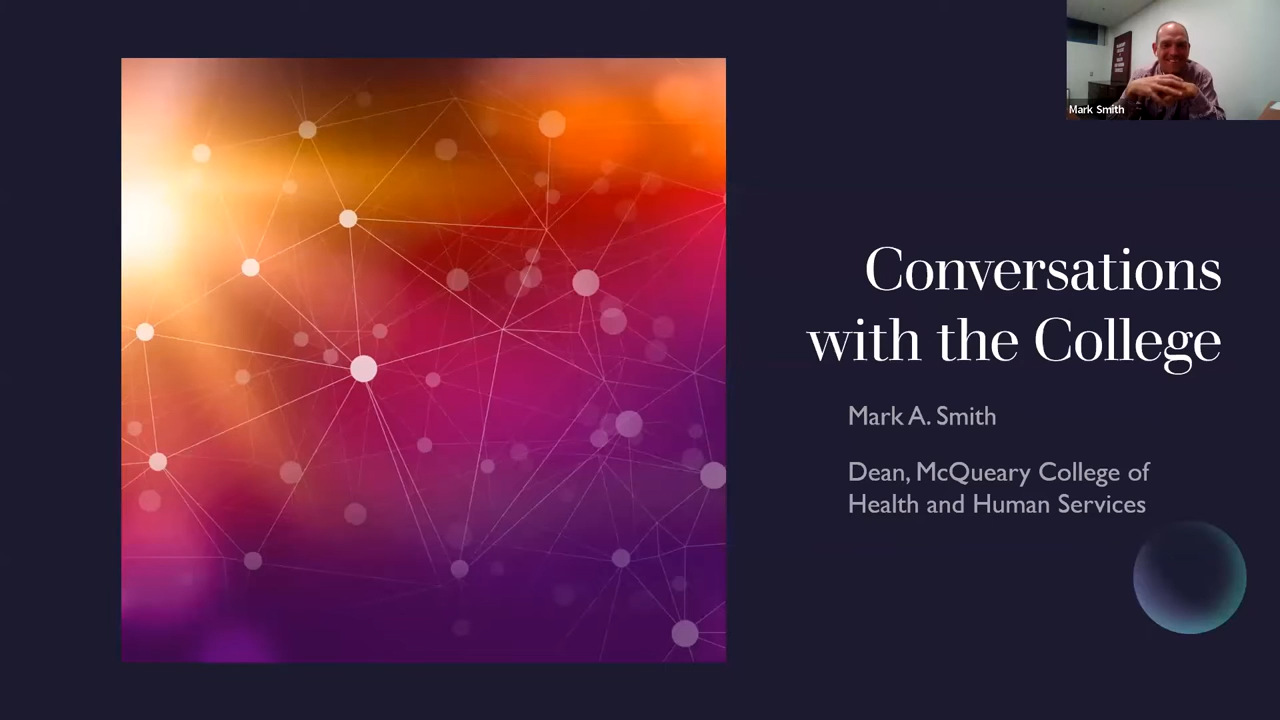 Mark Smith
Conversations
with the College
Mark A. Smith
Dean, McQueary College of
Health and Human Services